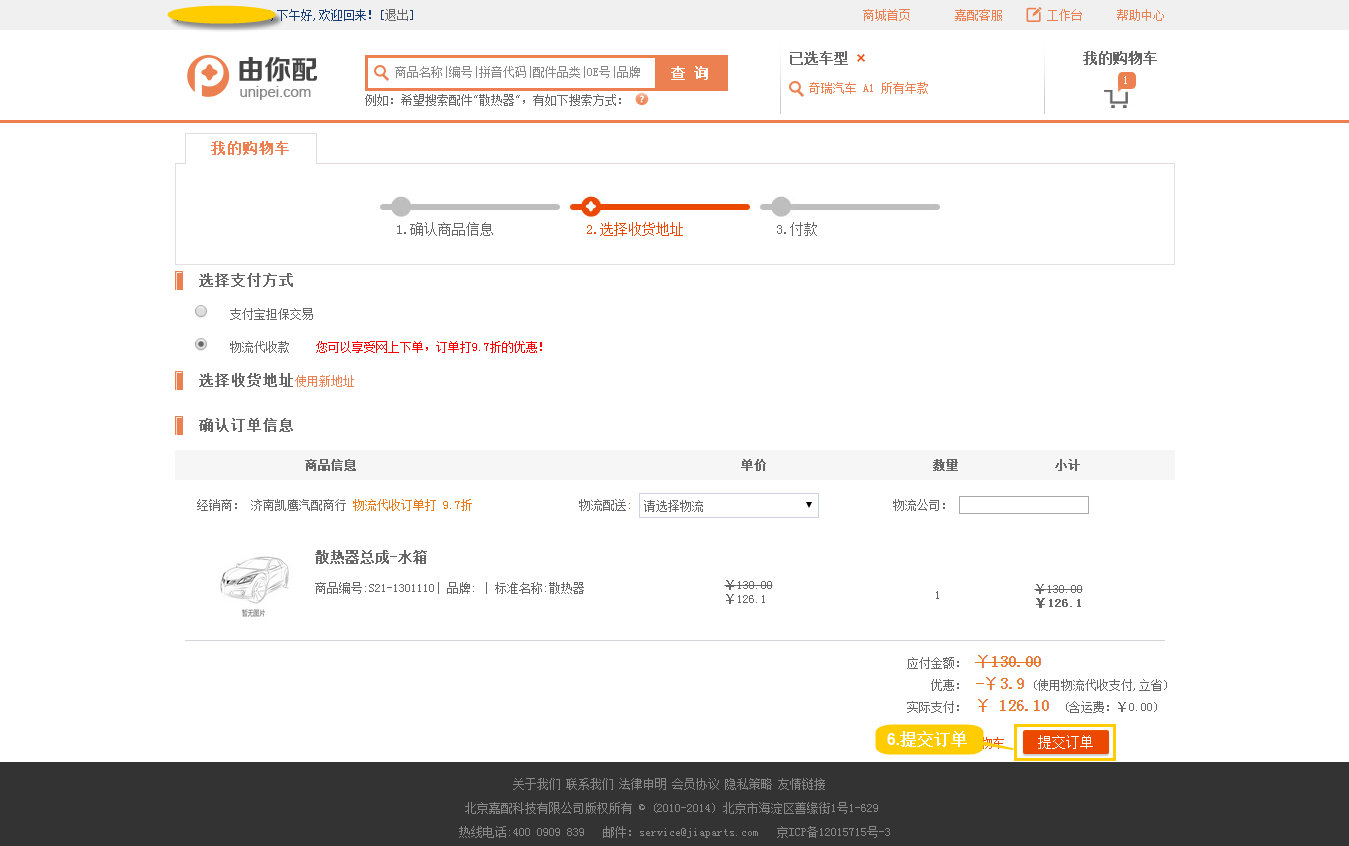 下午好, 欢迎回来! [退出]
商城首页 嘉配客服 工作台 帮助中心
由你配
unipei.com
商品名称|编号|拼音代码|配件品类|OE号|品牌 查 询
例如: 希望搜索配件"散热器", 有如下搜索方式: ?
已选车型 ×
奇瑞汽车 A1 所有年款
我的购物车
1
我的购物车
1.确认商品信息 2.选择收货地址 3.付款
选择支付方式
支付宝担保交易
物流代收款 您可以享受网上下单, 订单打9.7折的优惠!
选择收货地址使用新地址
确认订单信息
商品信息 单价 数量 小计
经销商: 济南凯鹰汽配商行 物流代收订单打 9.7折 物流配送: 请选择物流 ▼ 物流公司:
散热器总成-水箱
商品编号:S21-1301110| 品牌: | 标准名称:散热器
暂无图片
￥130.00
￥126.1
1
￥130.00
￥126.1
应付金额: ￥130.00
优惠: -￥3.9 (使用物流代收支付,立省)
实际支付: ￥ 126.10 (含运费: ￥0.00)
6.提交订单 物车 提交订单
关于我们 联系我们 法律申明 会员协议 隐私策略 友情链接
北京嘉配科技有限公司版权所有 © (2010-2014) 北京市海淀区善缘街1号1-629
热线电话:400 0909 839 邮件: service@jiaparts.com 京ICP备12015715号-3